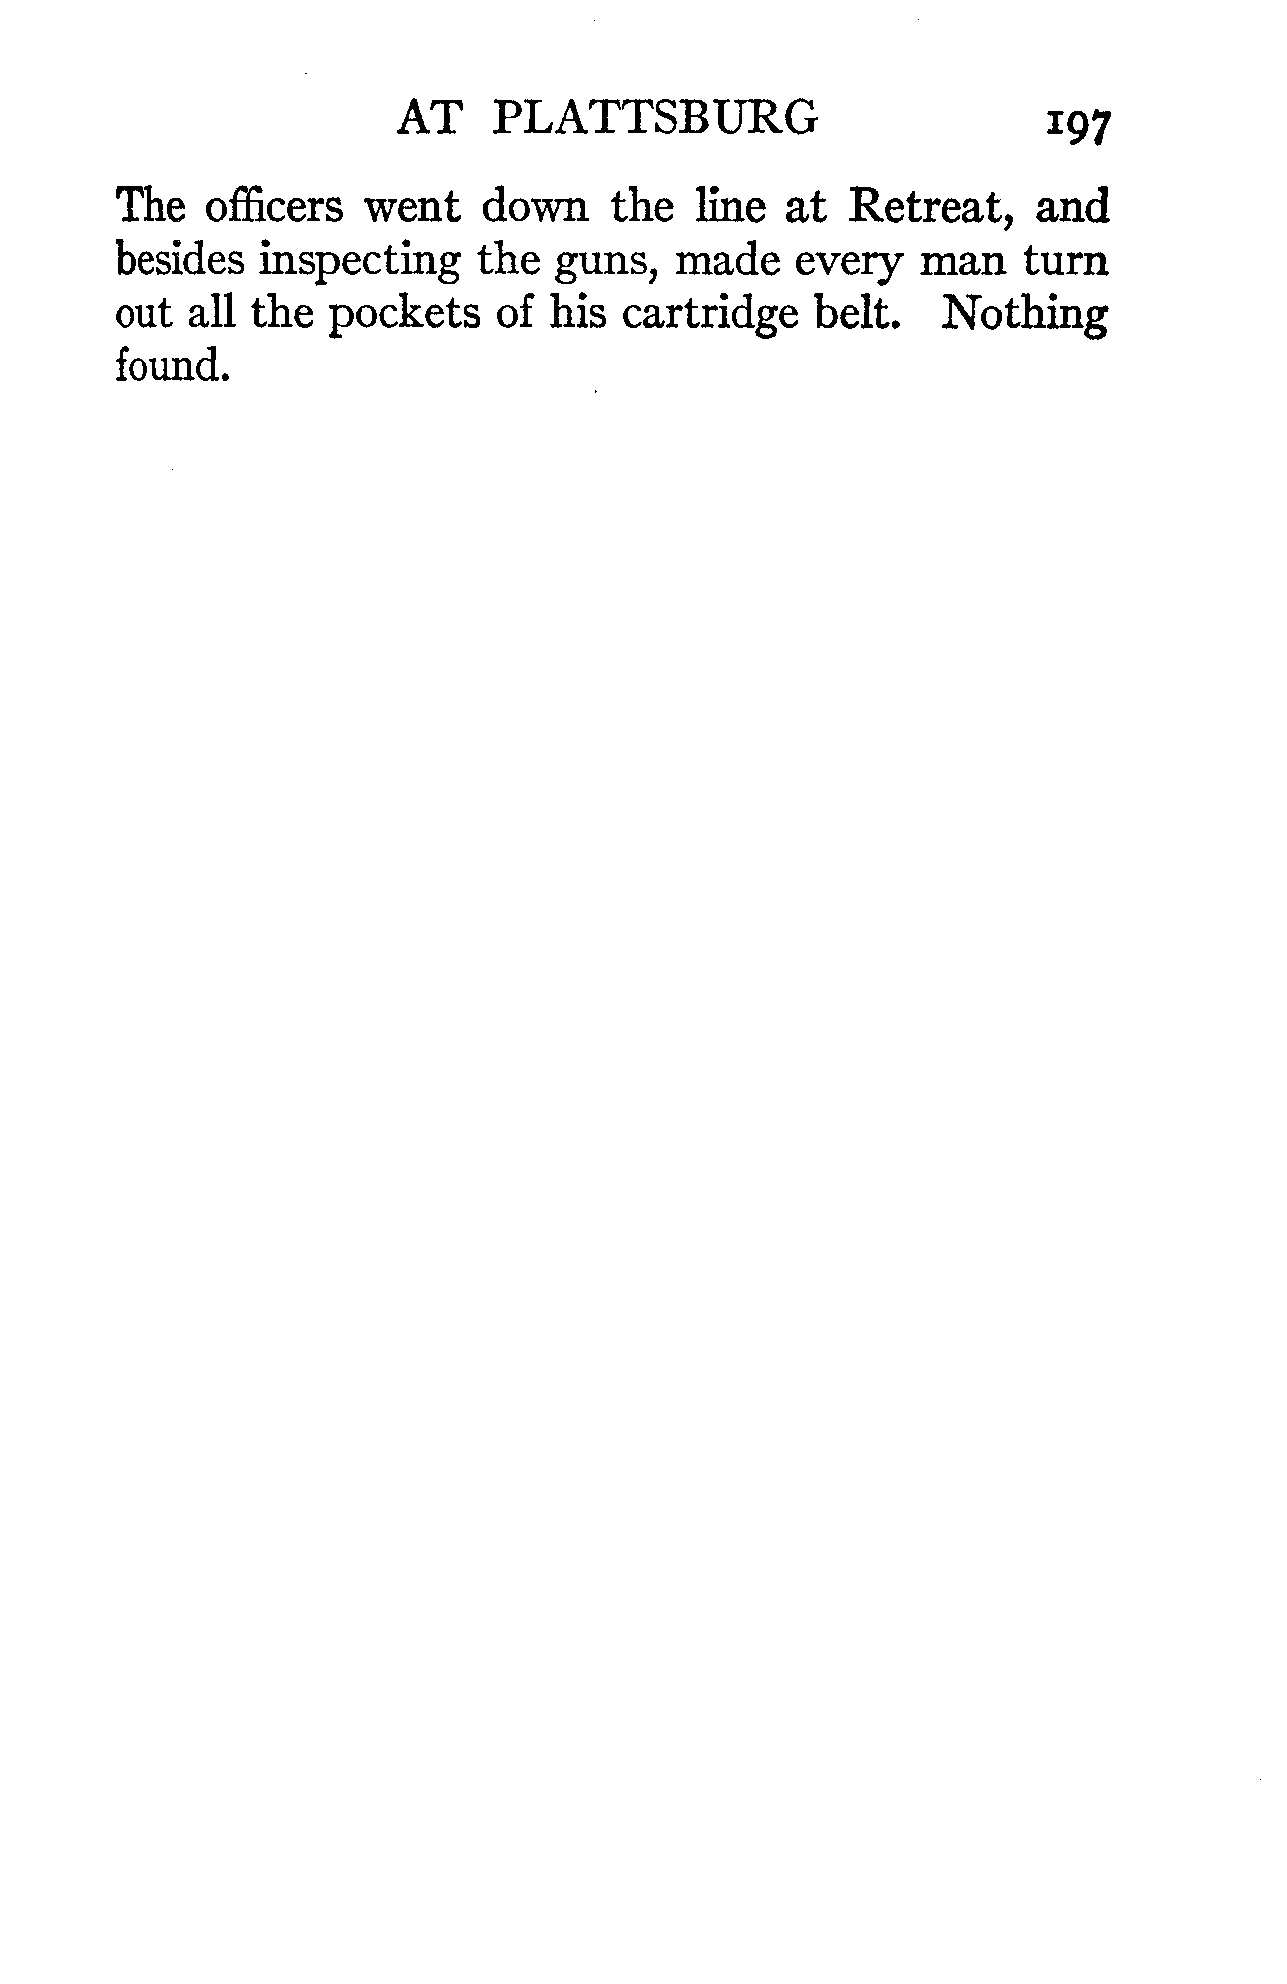 AT PLATTSBURG 197
The officers went down the line at Retreat, and
besides inspecting the guns, made every man turn
out all the pockets of his cartridge belt. Nothing
found.